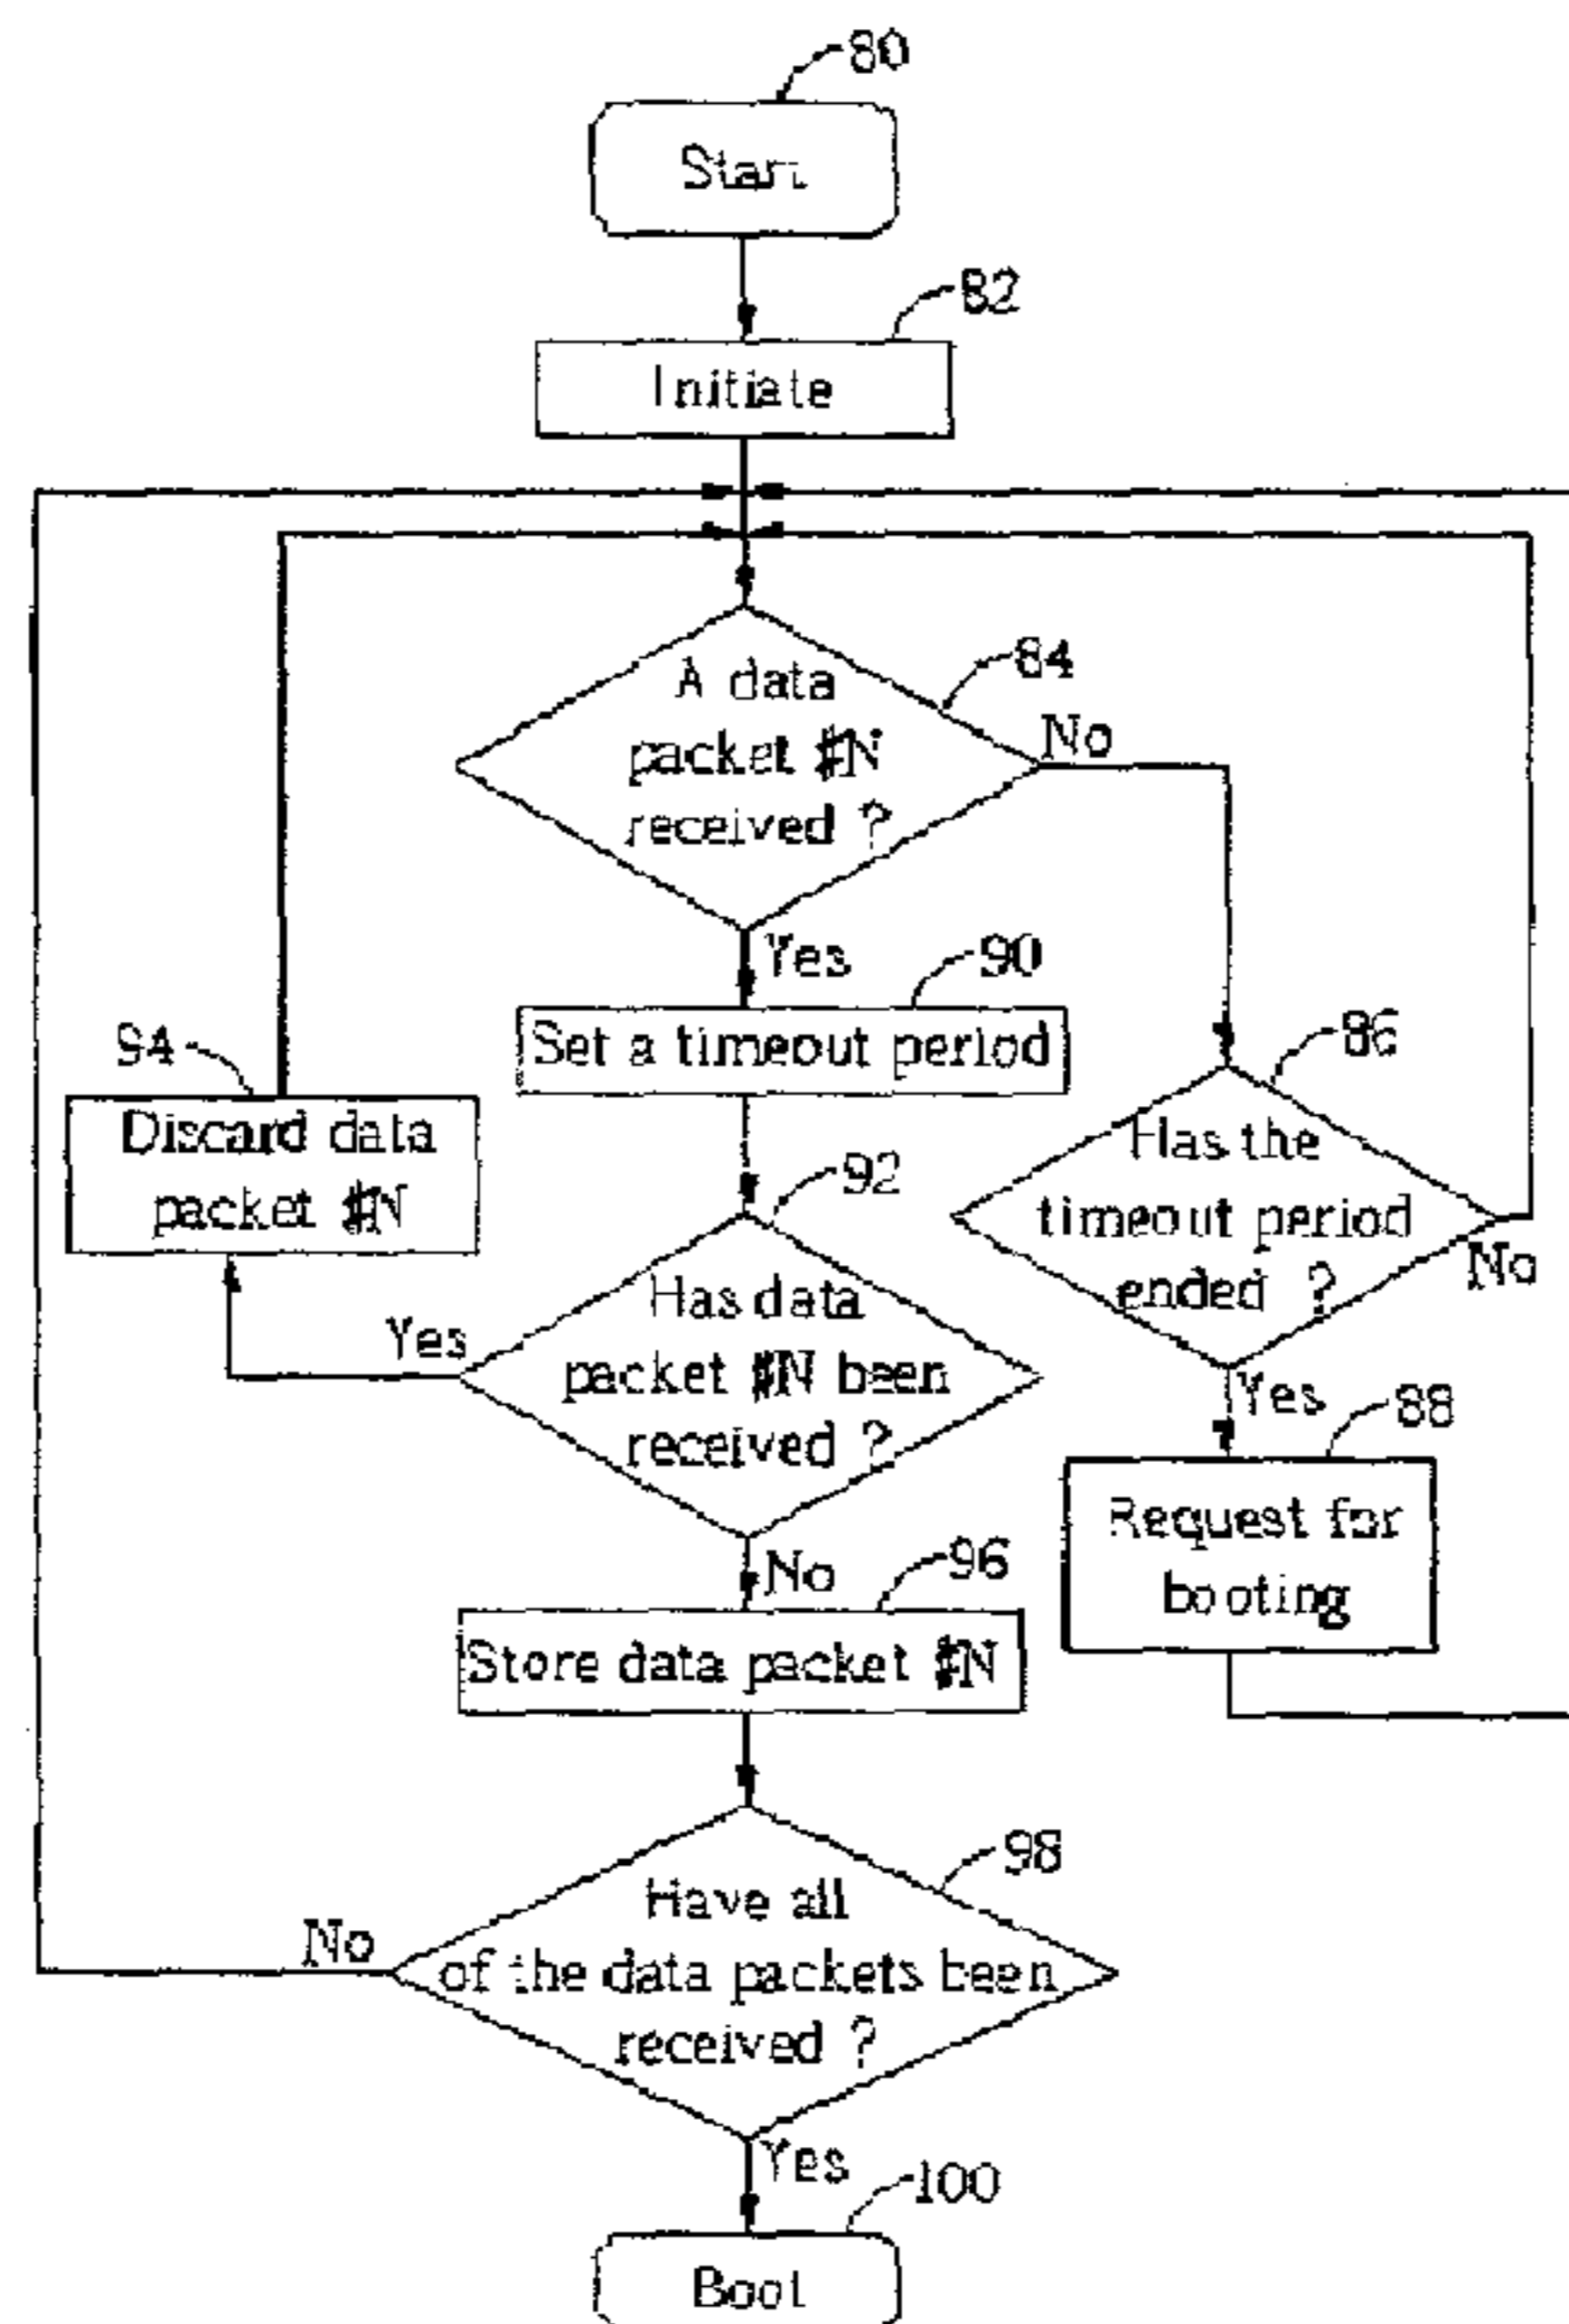 80
Start
82
Initiate
84
A data
packet #N
received ?
No
Yes
90
Set a timeout period
94
Discard data
packet #N
86
Has the
timeout period
ended ?
No
92
Has data
packet #N been
received ?
Yes
Yes
88
Request for
booting
No
96
Store data packet #N
98
Have all
of the data packets been
received ?
No
Yes
100
Boot